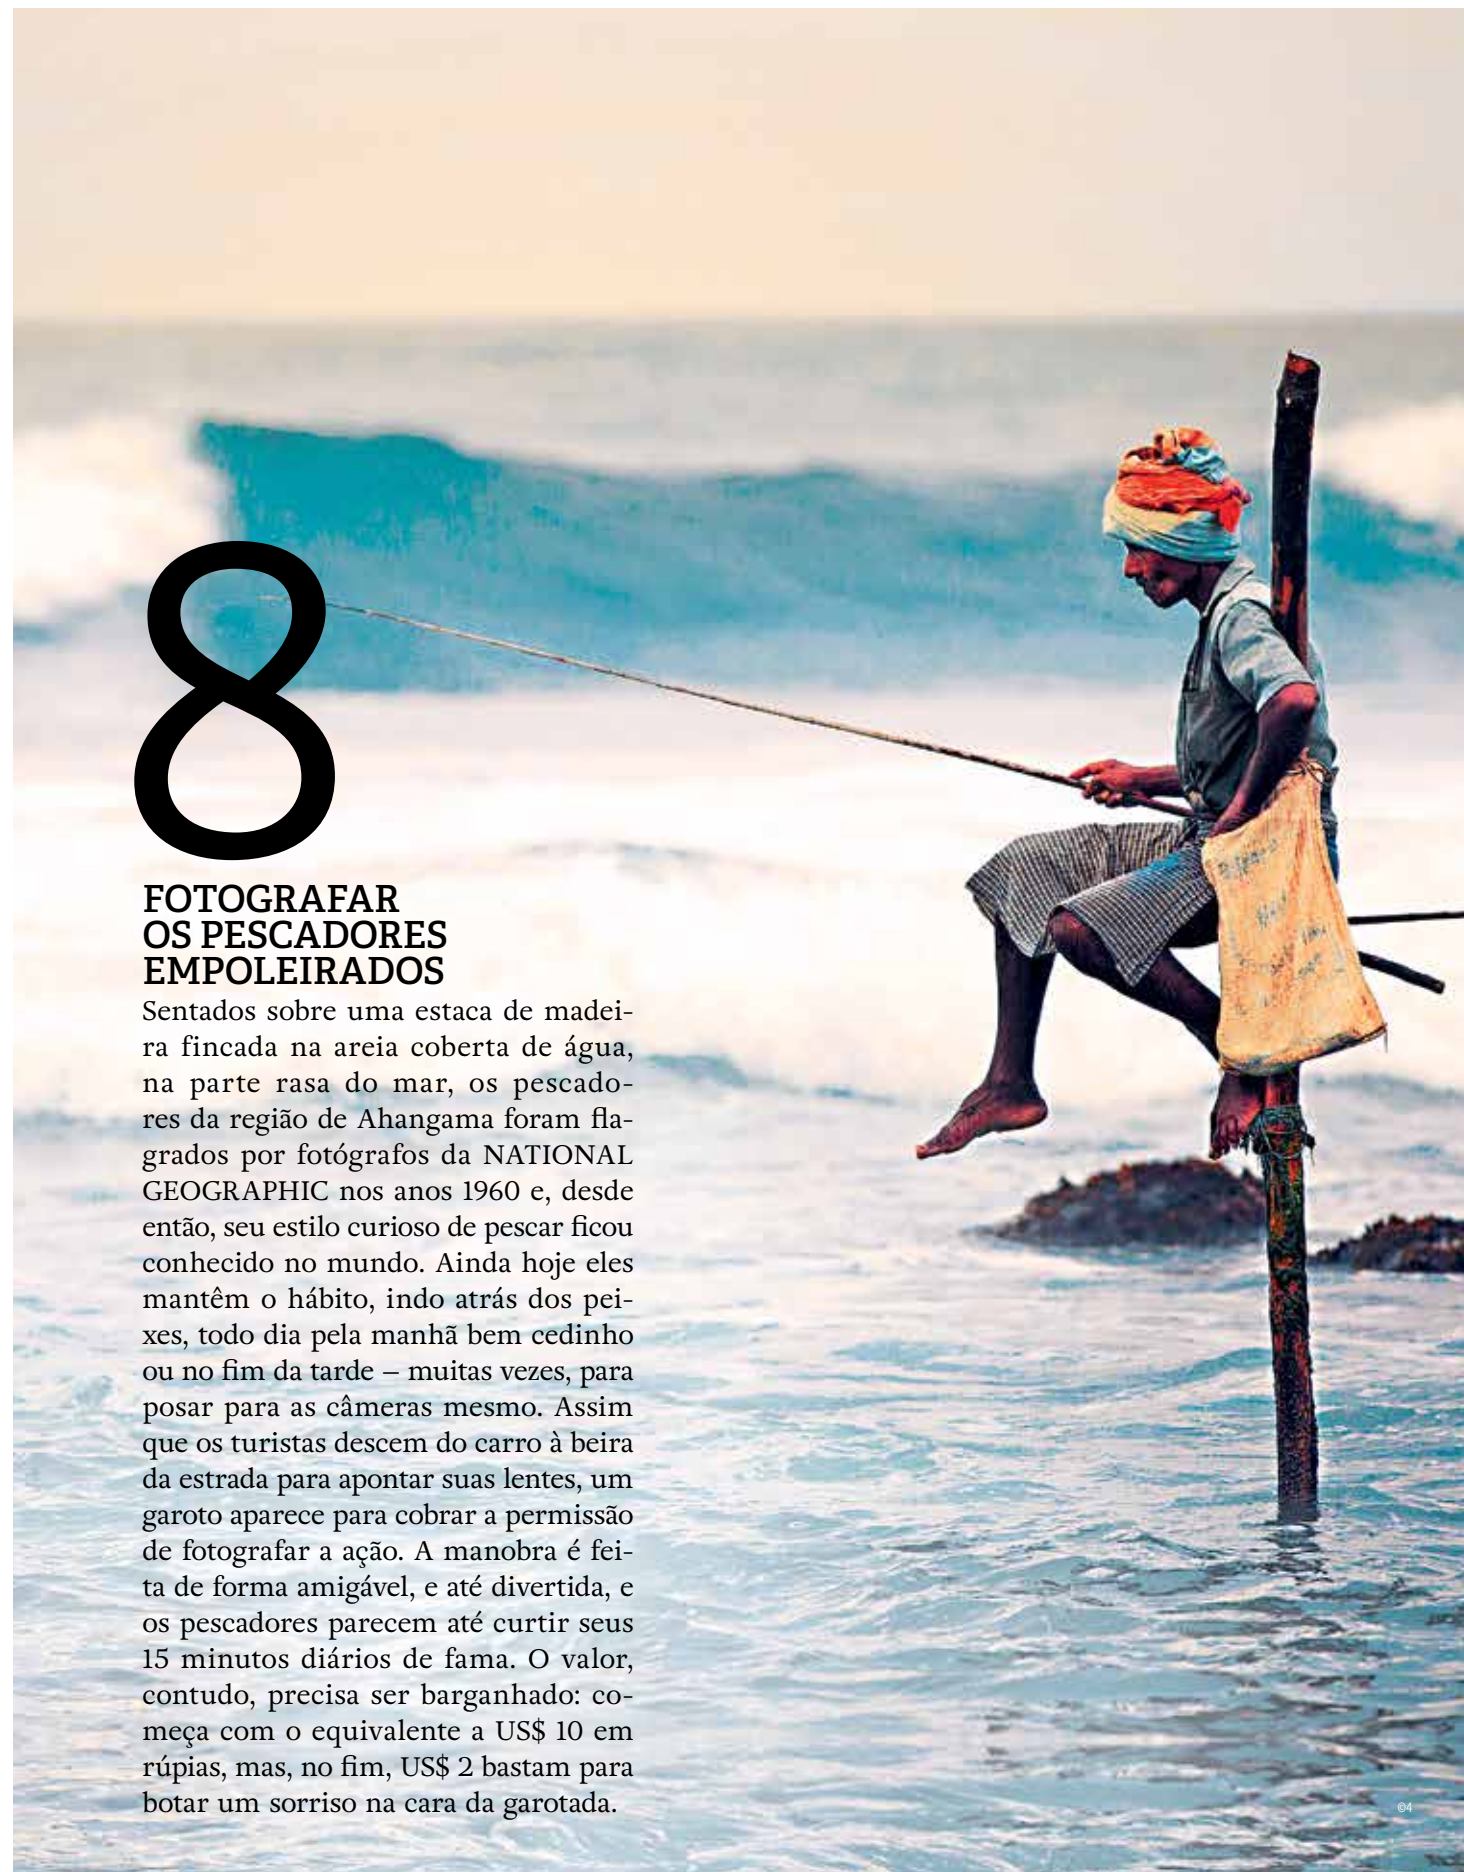 8
FOTOGRAFAR
OS PESCADORES
EMPOLEIRADOS
Sentados sobre uma estaca de madei-
ra fincada na areia coberta de água,
na parte rasa do mar, os pescado-
res da região de Ahangama foram fla-
grados por fotógrafos da NATIONAL
GEOGRAPHIC nos anos 1960 e, desde
então, seu estilo curioso de pescar ficou
conhecido no mundo. Ainda hoje eles
mantêm o hábito, indo atrás dos pei-
xes, todo dia pela manhã bem cedinho
ou no fim da tarde – muitas vezes, para
posar para as câmeras mesmo. Assim
que os turistas descem do carro à beira
da estrada para apontar suas lentes, um
garoto aparece para cobrar a permissão
de fotografar a ação. A manobra é fei-
ta de forma amigável, e até divertida, e
os pescadores parecem até curtir seus
15 minutos diários de fama. O valor,
contudo, precisa ser barganhado: co-
meça com o equivalente a US$ 10 em
rúpias, mas, no fim, US$ 2 bastam para
botar um sorriso na cara da garotada.
©4